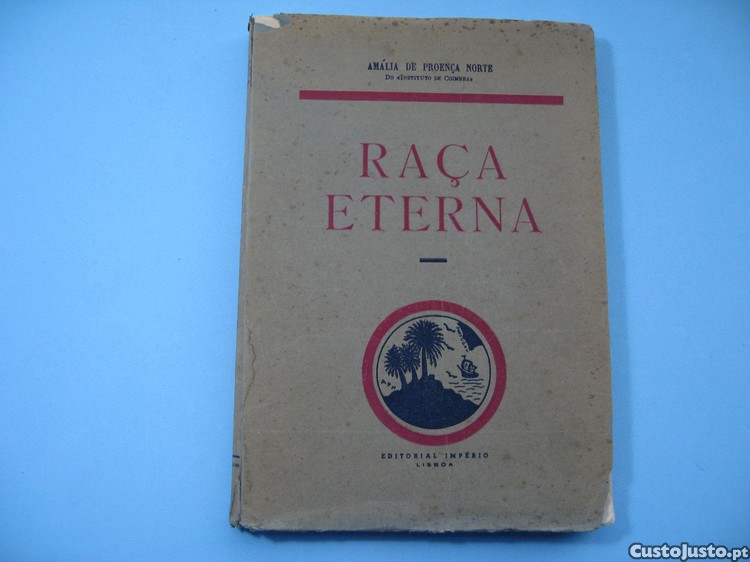 AMÁLIA DE PROENÇA NORTE
DO «INSTITUTO DE COIMBRA»
RAÇA
ETERNA
EDITORIAL IMPÉRIO
LISBOA
CustoJusto.pt